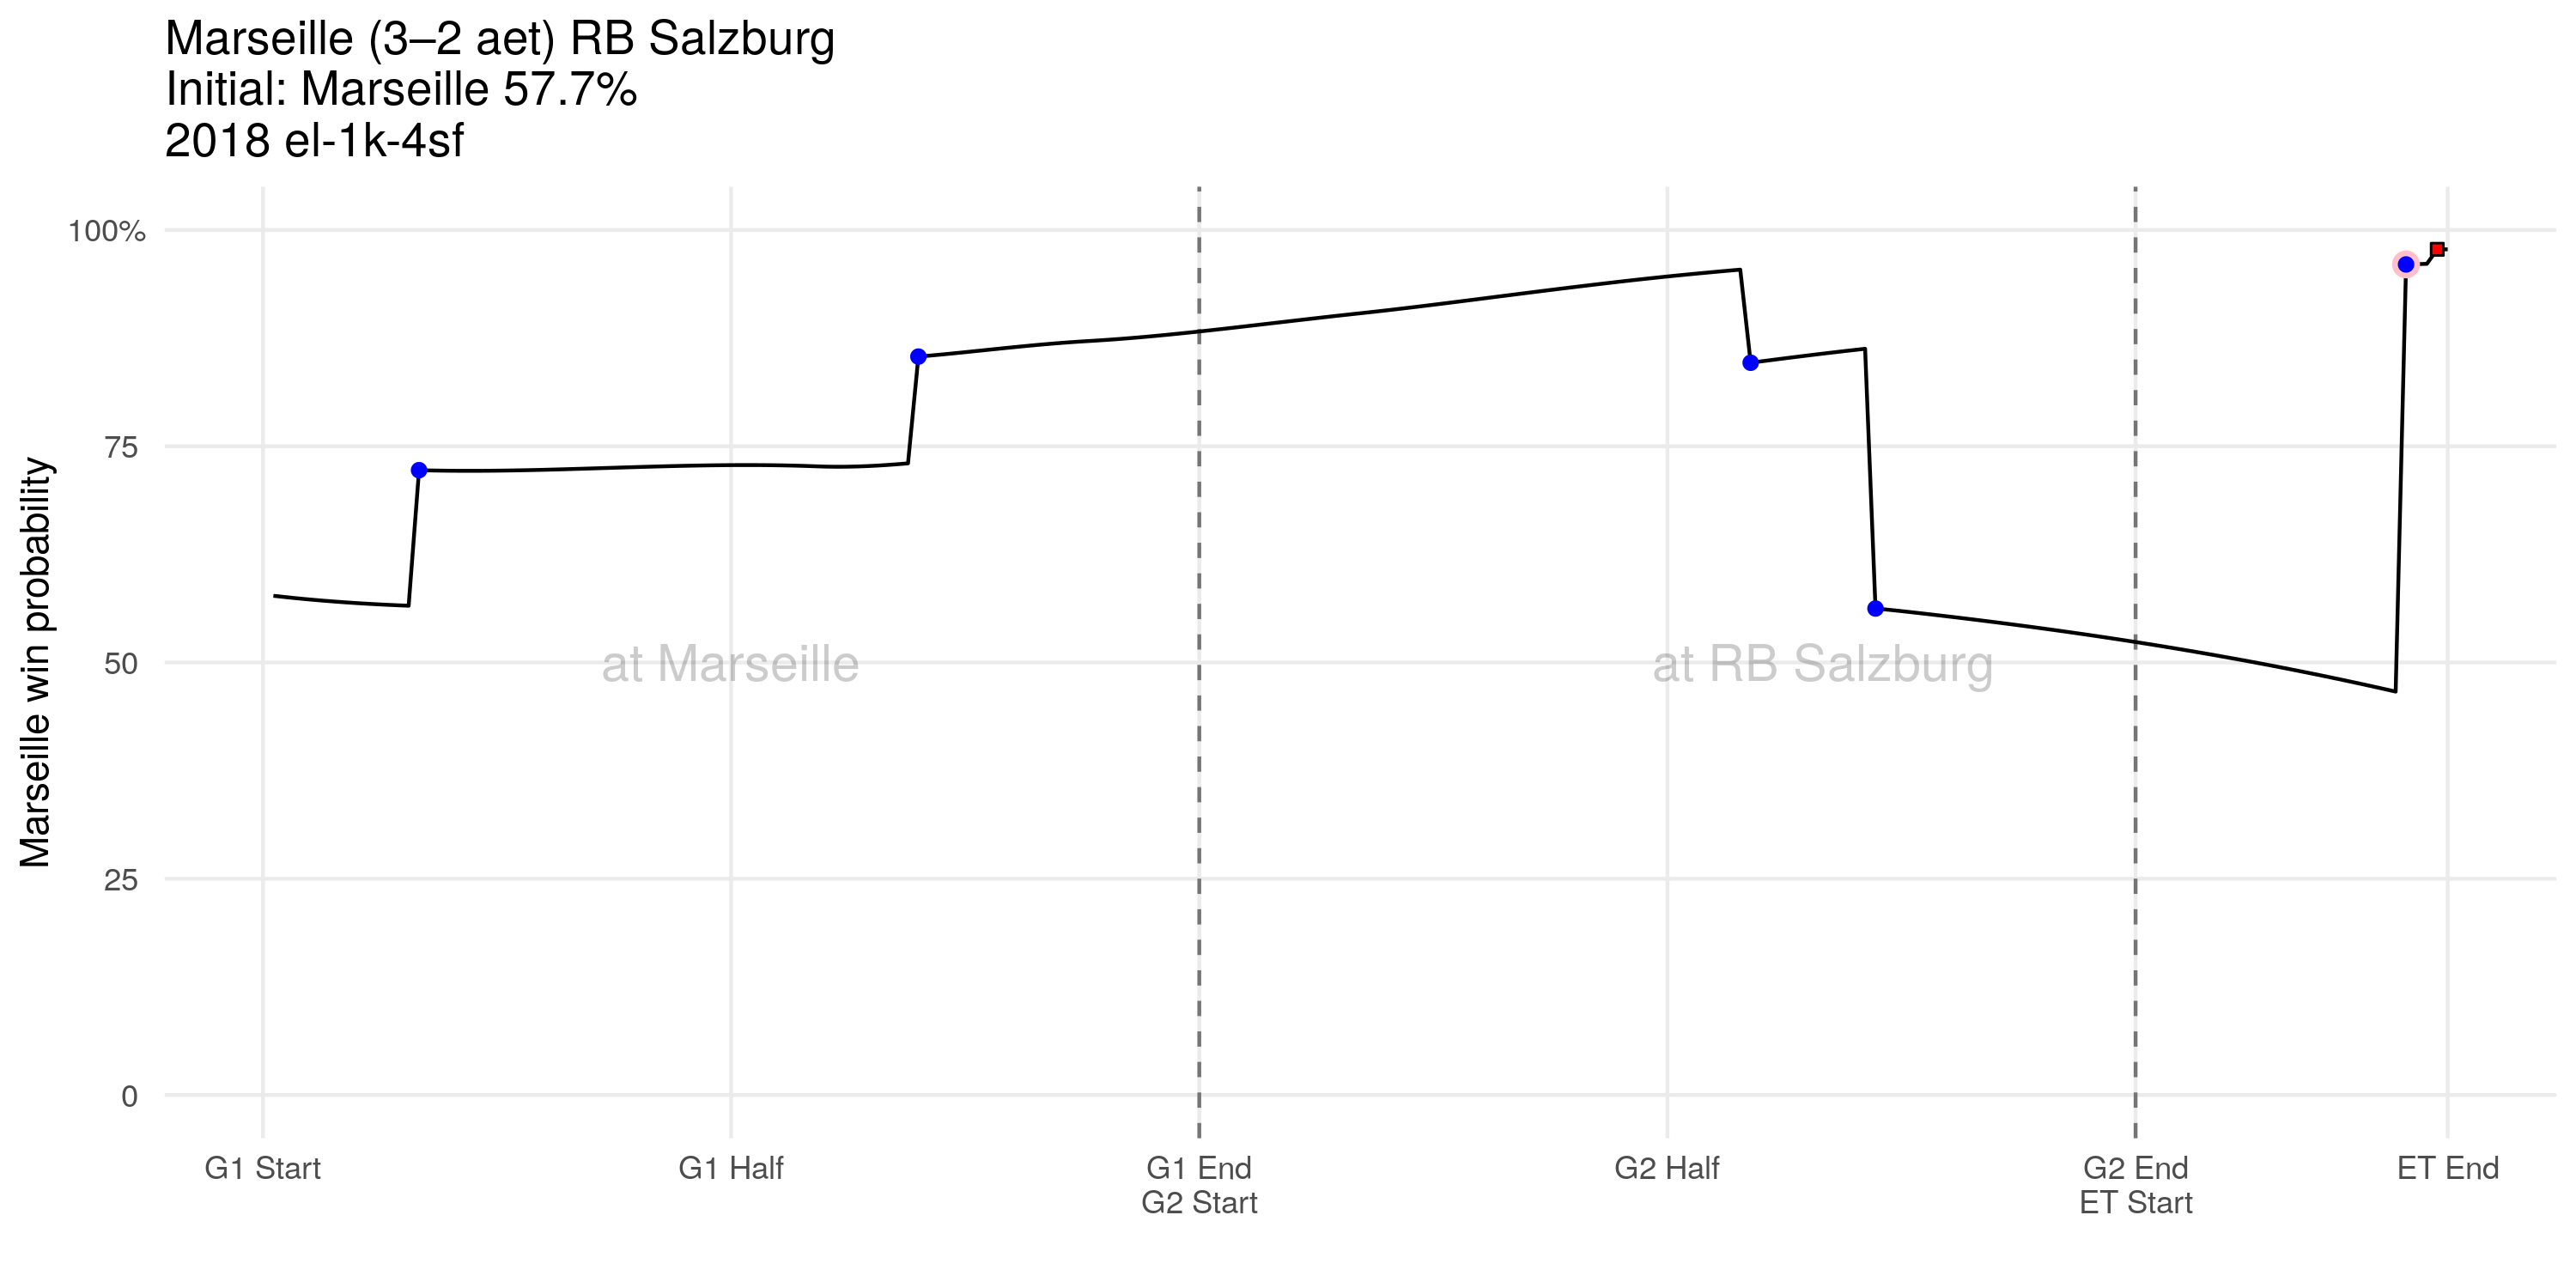 Marseille (3–2 aet) RB Salzburg
Initial: Marseille 57.7%
2018 el-1k-4sf
Marseille win probability
100%
75
50
25
0
at Marseille
at RB Salzburg
G1 Start
G1 Half
G1 End
G2 Start
G2 Half
G2 End
ET Start
ET End